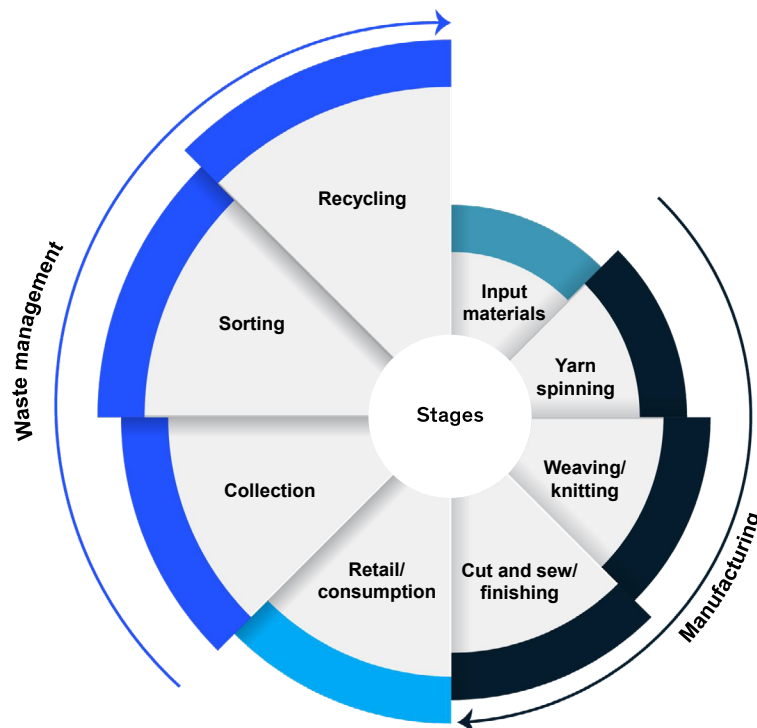 Stages
Input
materials
Yarn
spinning
Weaving/
knitting
Cut and sew/
finishing
Retail/
consumption
Collection
Sorting
Recycling
Manufacturing
Waste management